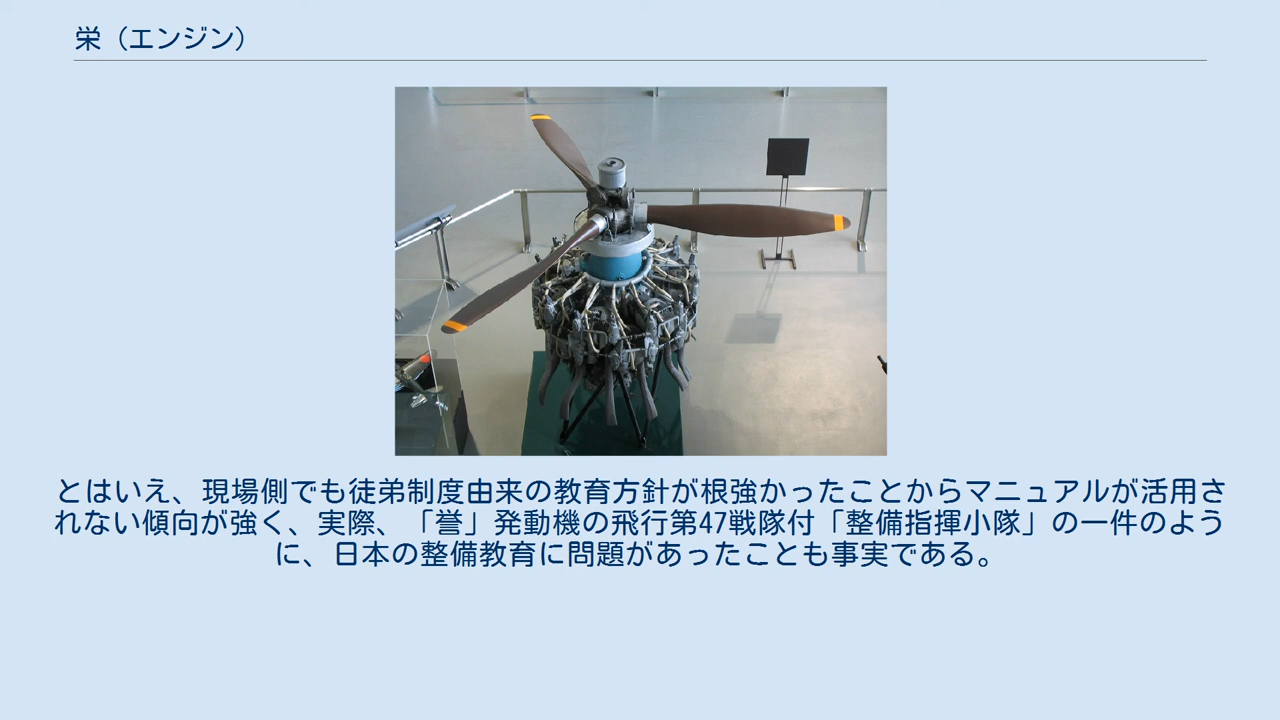 栄（エンジン）
とはいえ、現場側でも徒弟制度由来の教育方針が根強かったことからマニュアルが活用さ
れない傾向が強く、実際、「誉」発動機の飛行第47戦隊付「整備指揮小隊」の一件のよう
に、日本の整備教育に問題があったことも事実である。